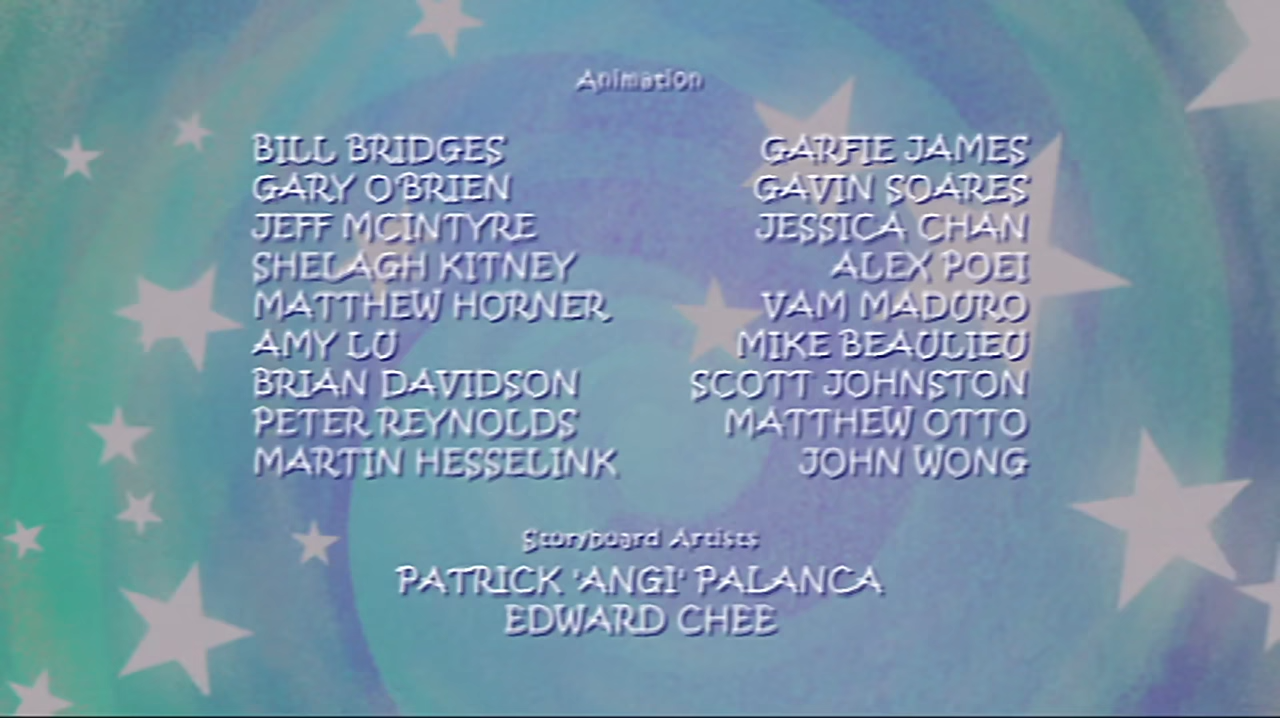 Animation
BILL BRIDGES GARFIE JAMES
GARY O'BRIEN GAVIN SOARES
JEFF MCINTYRE JESSICA CHAN
SHELAGH KITNEY ALEX POEI
MATTHEW HORNER VAM MADURO
AMY LU MIKE BEAULIEU
BRIAN DAVIDSON SCOTT JOHNSTON
PETER REYNOLDS MATTHEW OTTO
MARTIN HESSELINK JOHN WONG
Storyboard Artists
PATRICK 'ANGI' PALANCA
EDWARD CHEE